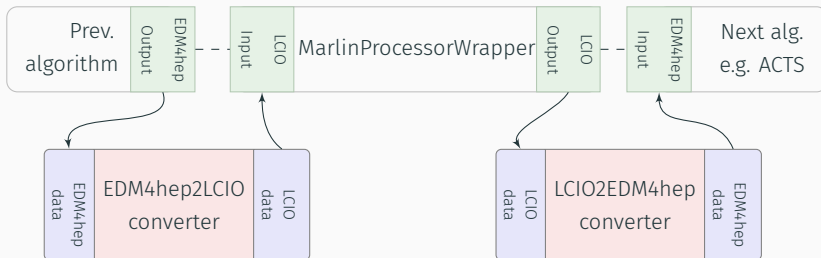 Prev.
algorithm
EDM4hep
Output
LCIO
Input
MarlinProcessorWrapper
LCIO
Output
EDM4hep
Input
Next alg.
e.g. ACTS
EDM4hep
data
EDM4hep2LCIO
converter
LCIO
data
LCIO
data
LCIO2EDM4hep
converter
EDM4hep
data